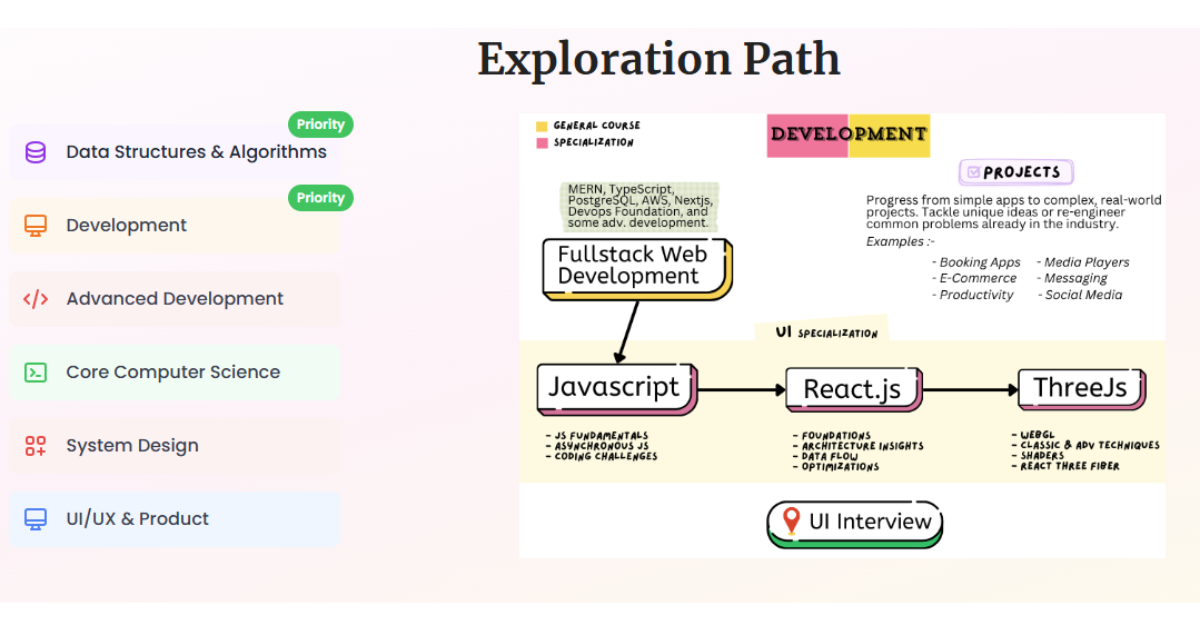 Exploration Path
Priority
Data Structures & Algorithms
Priority
Development
Advanced Development
Core Computer Science
System Design
UI/UX & Product
GENERAL COURSE
SPECIALIZATION
DEVELOPMENT
PROJECTS
Progress from simple apps to complex, real-world
projects. Tackle unique ideas or re-engineer
common problems already in the industry.
Examples :-
- Booking Apps
- E-Commerce
- Productivity
- Media Players
- Messaging
- Social Media
MERN, TypeScript,
PostgreSQL, AWS, Nextjs,
Devops Foundation, and
some adv. development.
Fullstack Web
Development
UI SPECIALIZATION
Javascript
- JS FUNDAMENTALS
- ASYNCHRONOUS JS
- CODING CHALLENGES
React.js
- FOUNDATIONS
- ARCHITECTURE INSIGHTS
- DATA FLOW
- OPTIMIZATIONS
ThreeJs
- WEBGL
- CLASSIC & ADV TECHNIQUES
- SHADERS
- REACT THREE FIBER
UI Interview